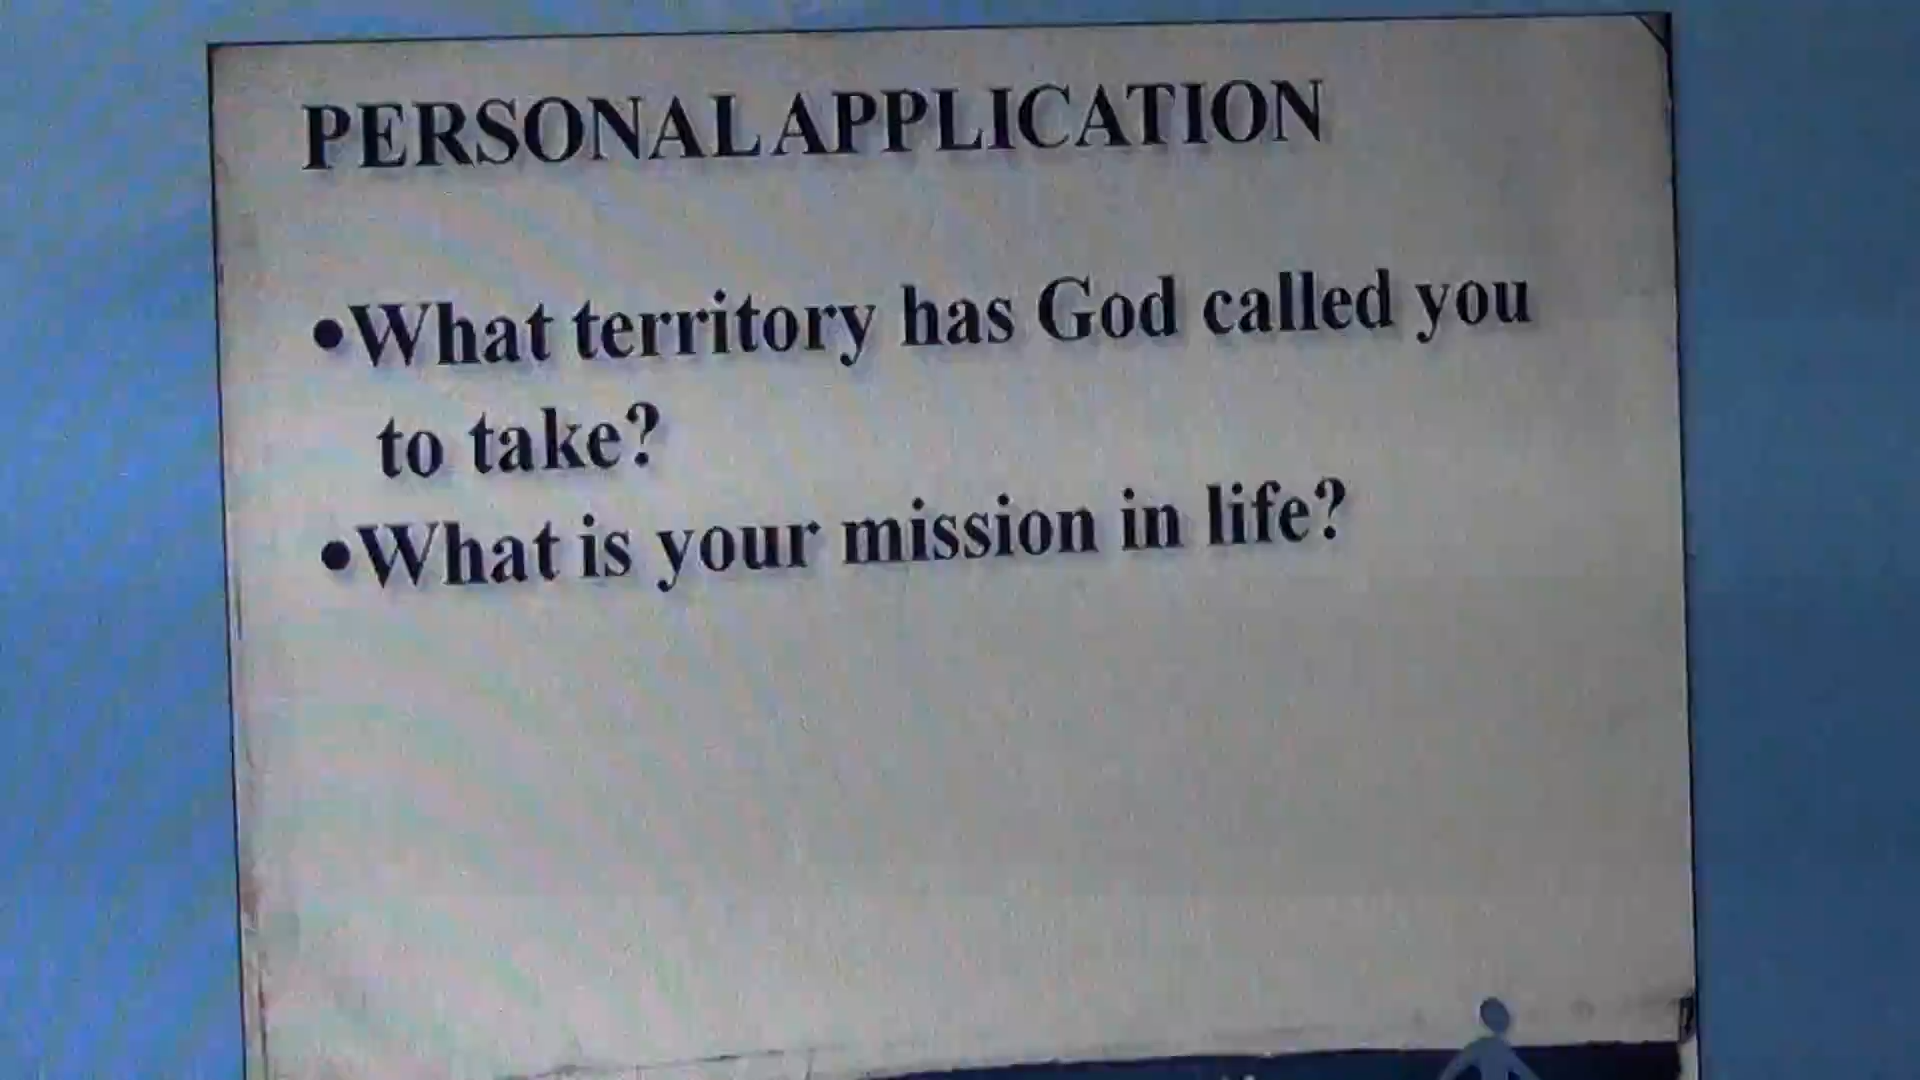 PERSONAL APPLICATION
•What territory has God called you
to take?
•What is your mission in life?